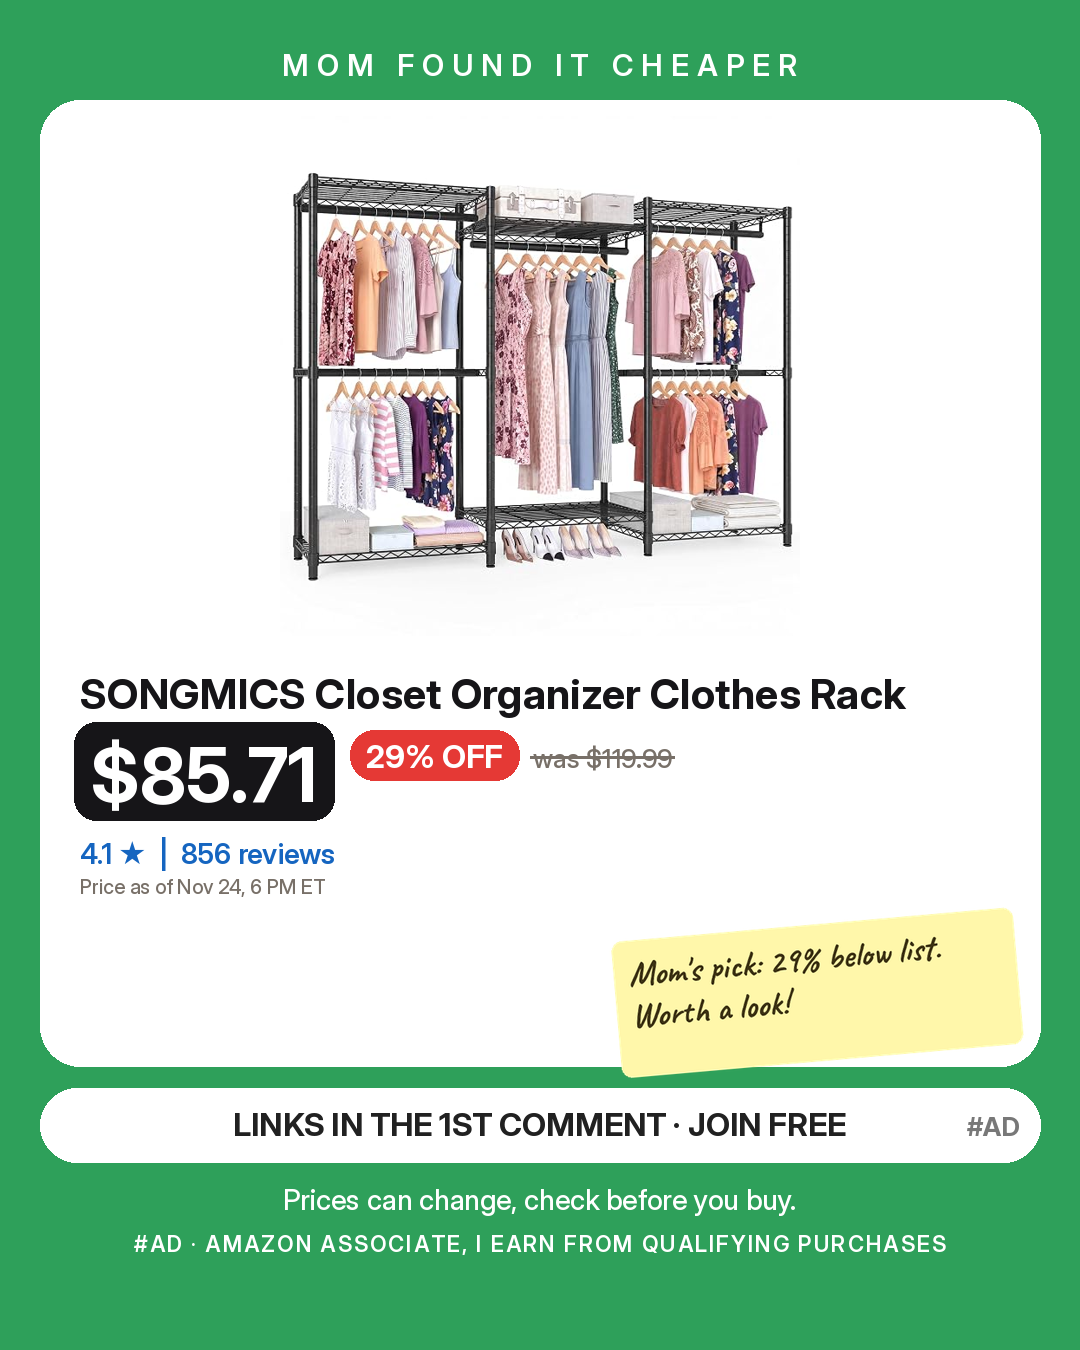 MOM FOUND IT CHEAPER
SONGMICS Closet Organizer Clothes Rack
$85.71 29% OFF was $119.99
4.1 ★ | 856 reviews
Price as of Nov 24, 6 PM ET
Mom's pick: 29% below list.
Worth a look!
LINKS IN THE 1ST COMMENT · JOIN FREE #AD
Prices can change, check before you buy.
#AD · AMAZON ASSOCIATE, I EARN FROM QUALIFYING PURCHASES